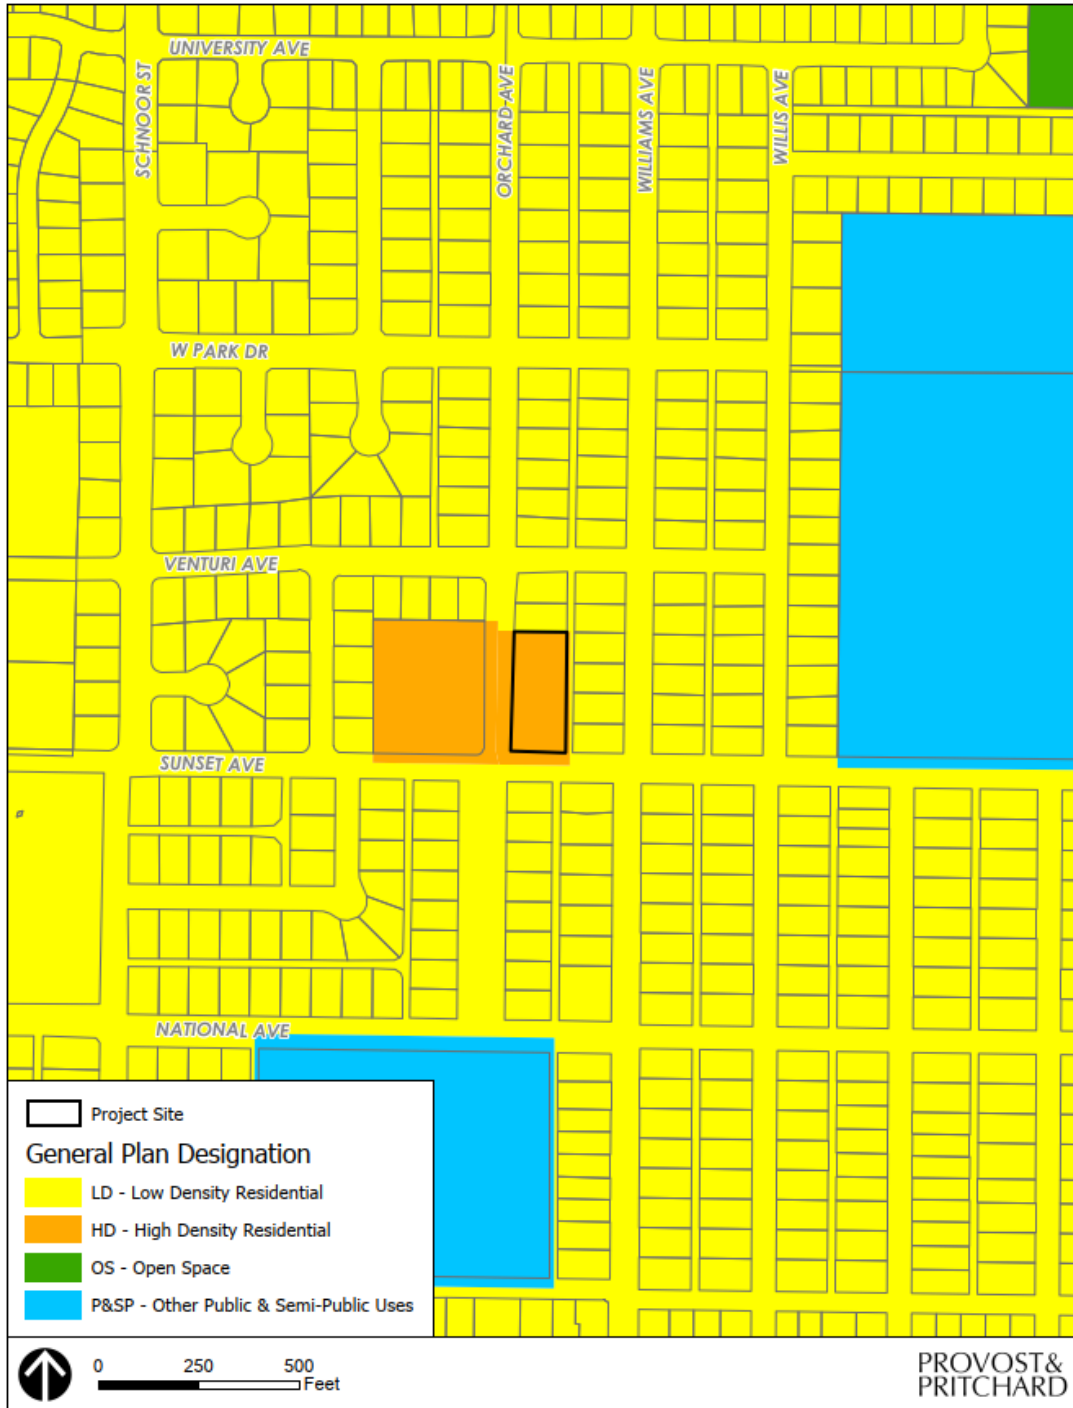 UNIVERSITY AVE
SCHNOOR ST
ORCHARD AVE
WILLIAMS AVE
WILLIS AVE
W PARK DR
VENTURI AVE
SUNSET AVE
NATIONAL AVE
Project Site
General Plan Designation
LD - Low Density Residential
HD - High Density Residential
OS - Open Space
P&SP - Other Public & Semi-Public Uses
0 250 500
Feet
PROVOST&
PRITCHARD